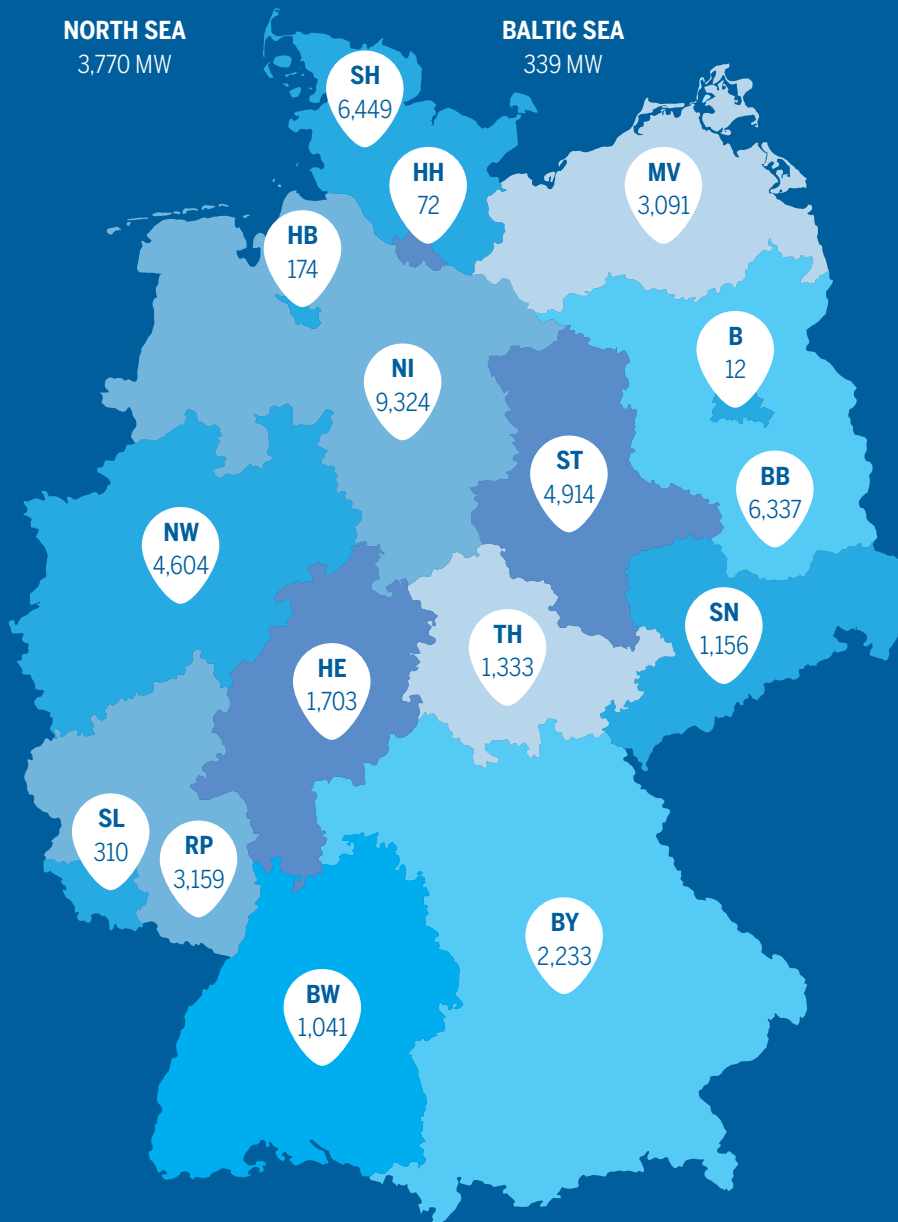 NORTH SEA
3,770 MW
BALTIC SEA
339 MW
SH
6,449
HH
72
MV
3,091
HB
174
B
12
NI
9,324
ST
4,914
BB
6,337
NW
4,604
SN
1,156
TH
1,333
HE
1,703
SL
310
RP
3,159
BY
2,233
BW
1,041